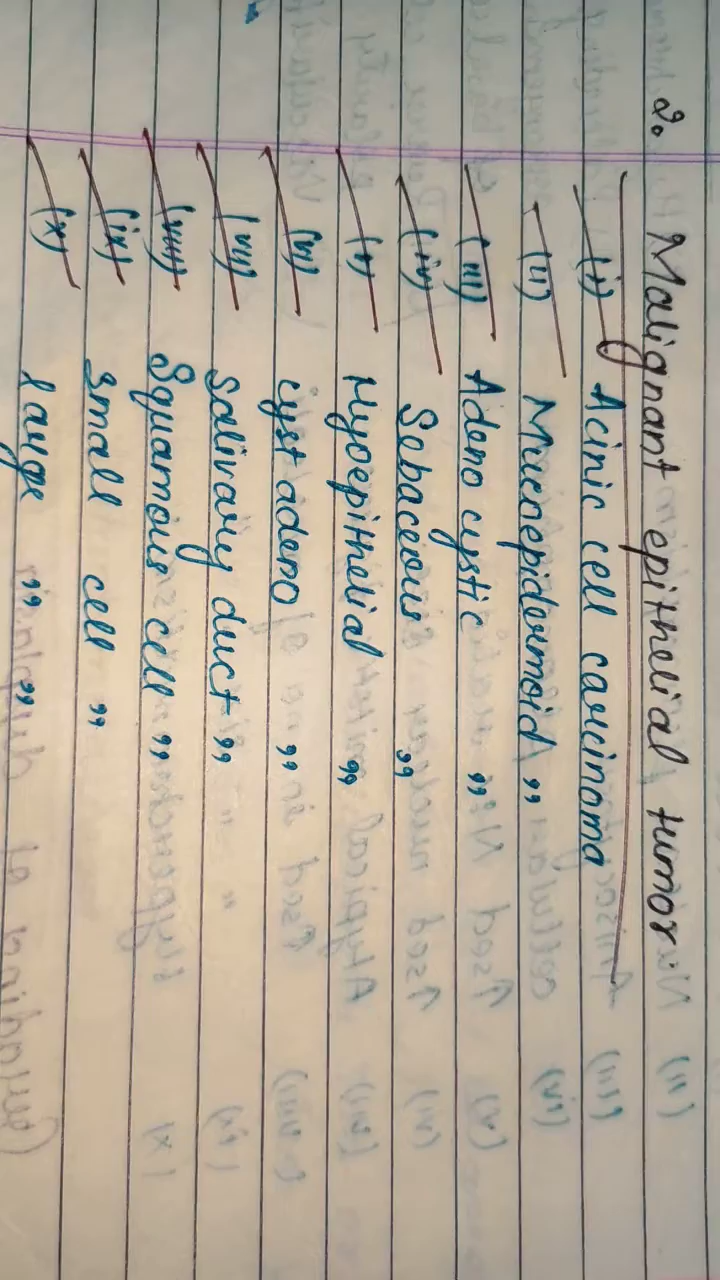 2. Malignant epithelial tumor.
(i) Acinic cell carcinoma
(ii) Mucnepidermoid ,,
(iii) Adeno cystic ,,
(iv) Sebaceous ,,
(v) Myoepithelial ,,
(vi) cyst adeno ,,
(vii) Salivary duct ,,
(viii) Squamous cell ,,
(ix) small cell ,,
(x) large ,, ,,